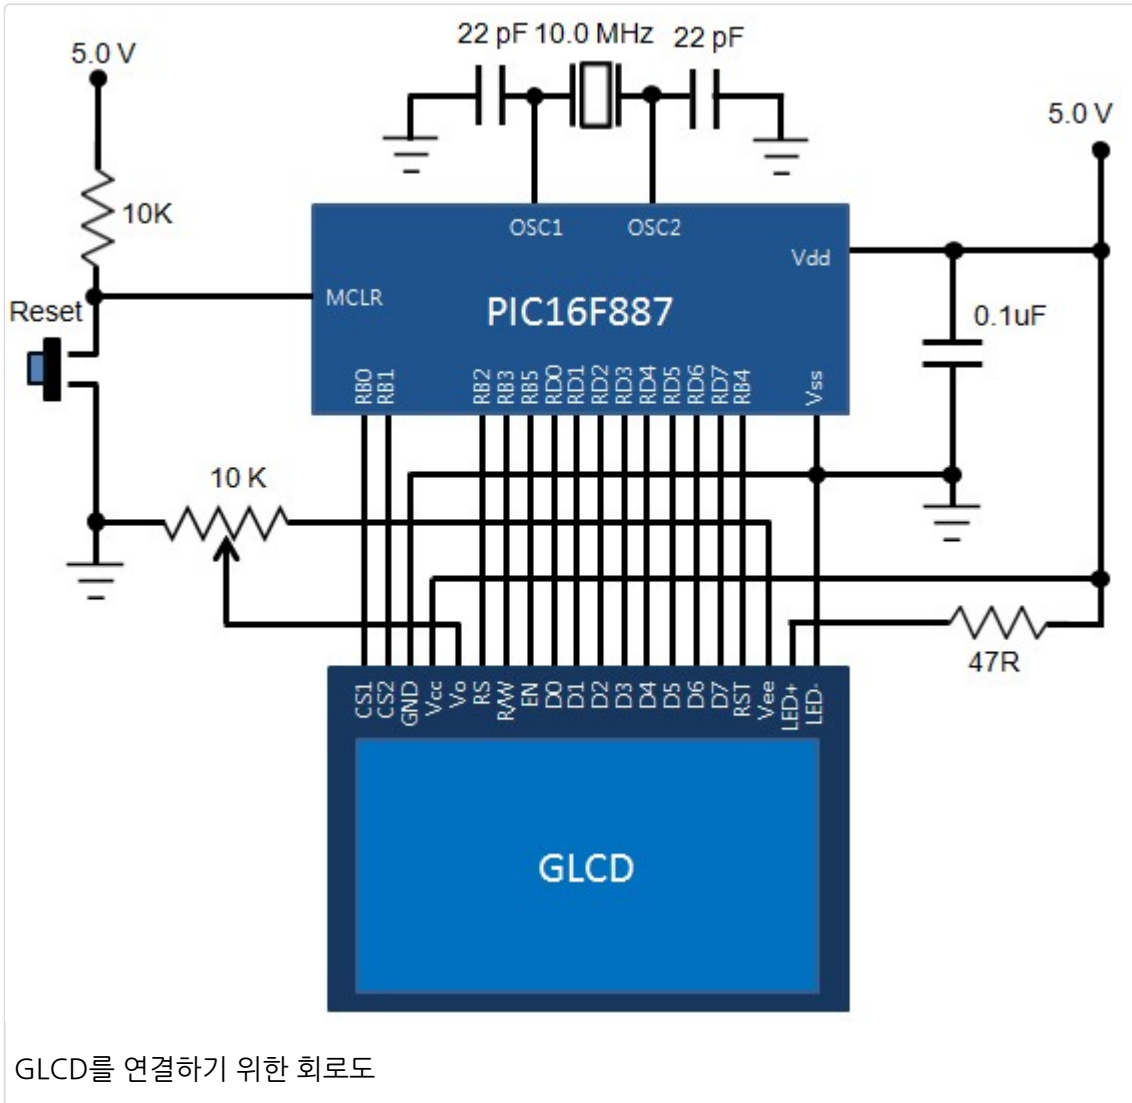 22 pF 10.0 MHz 22 pF
5.0 V
5.0 V
10K
OSC1 OSC2
Vdd
MCLR
PIC16F887
Reset
0.1uF
RB0 RB1 RB2 RB3 RB5 RD0 RD1 RD2 RD3 RD4 RD5 RD6 RD7 RB4 Vss
10 K
47R
CS1 CS2 GND Vcc Vo RS R/W EN D0 D1 D2 D3 D4 D5 D6 D7 RST Vee LED+ LED-
GLCD
GLCD를 연결하기 위한 회로도